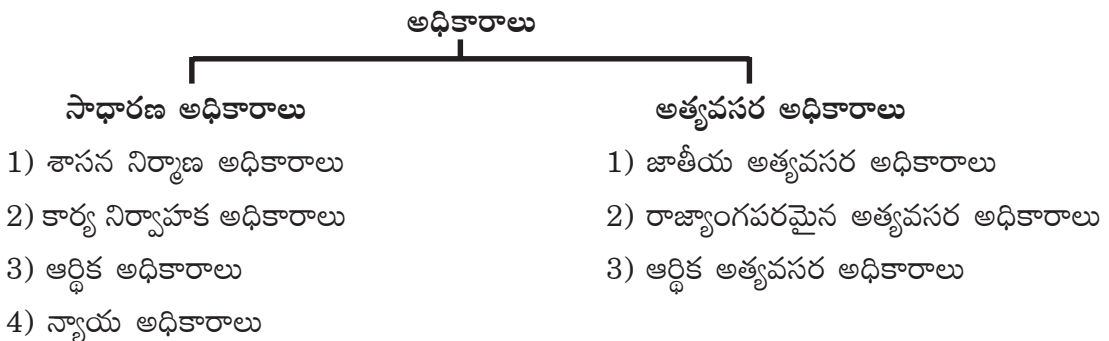 అధికారాలు
సాధారణ అధికారాలు
1) శాసన నిర్మాణ అధికారాలు
2) కార్య నిర్వాహక అధికారాలు
3) ఆర్థిక అధికారాలు
4) న్యాయ అధికారాలు
అత్యవసర అధికారాలు
1) జాతీయ అత్యవసర అధికారాలు
2) రాజ్యాంగపరమైన అత్యవసర అధికారాలు
3) ఆర్థిక అత్యవసర అధికారాలు